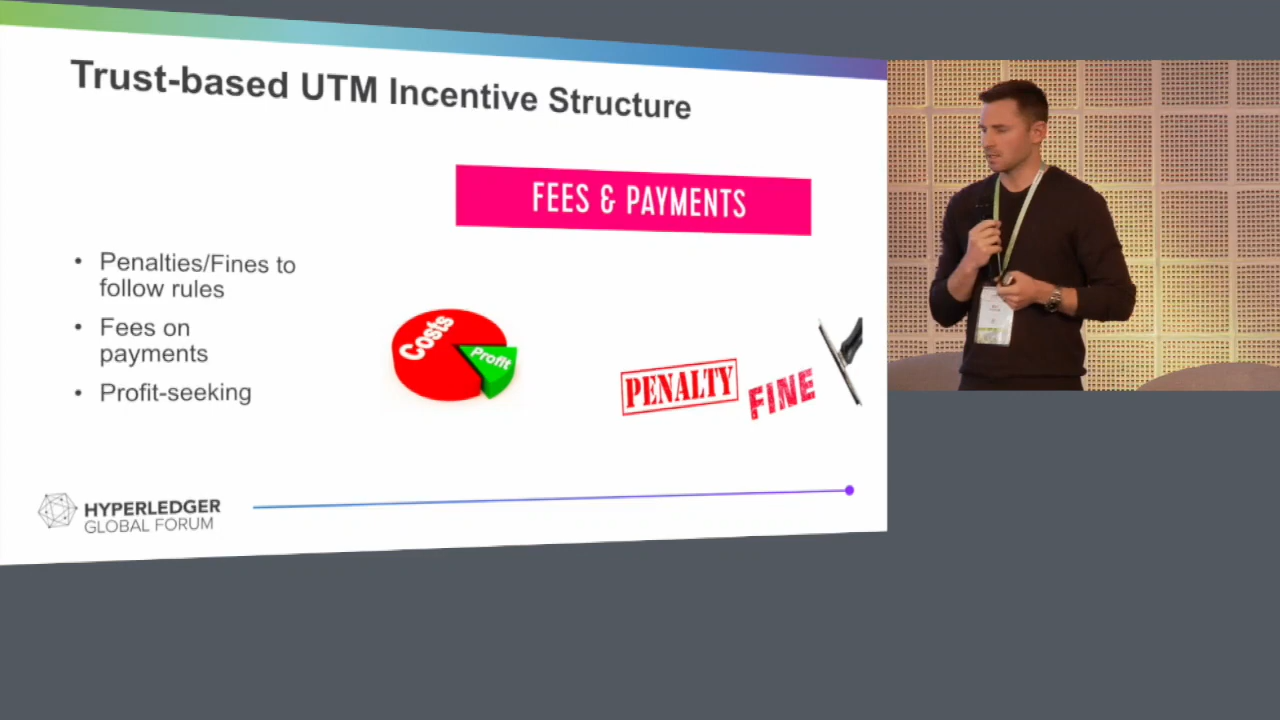 Trust-based UTM Incentive Structure
FEES & PAYMENTS
• Penalties/Fines to
follow rules
• Fees on
payments
• Profit-seeking
Costs
Profit
PENALTY
FINE
HYPERLEDGER
GLOBAL FORUM